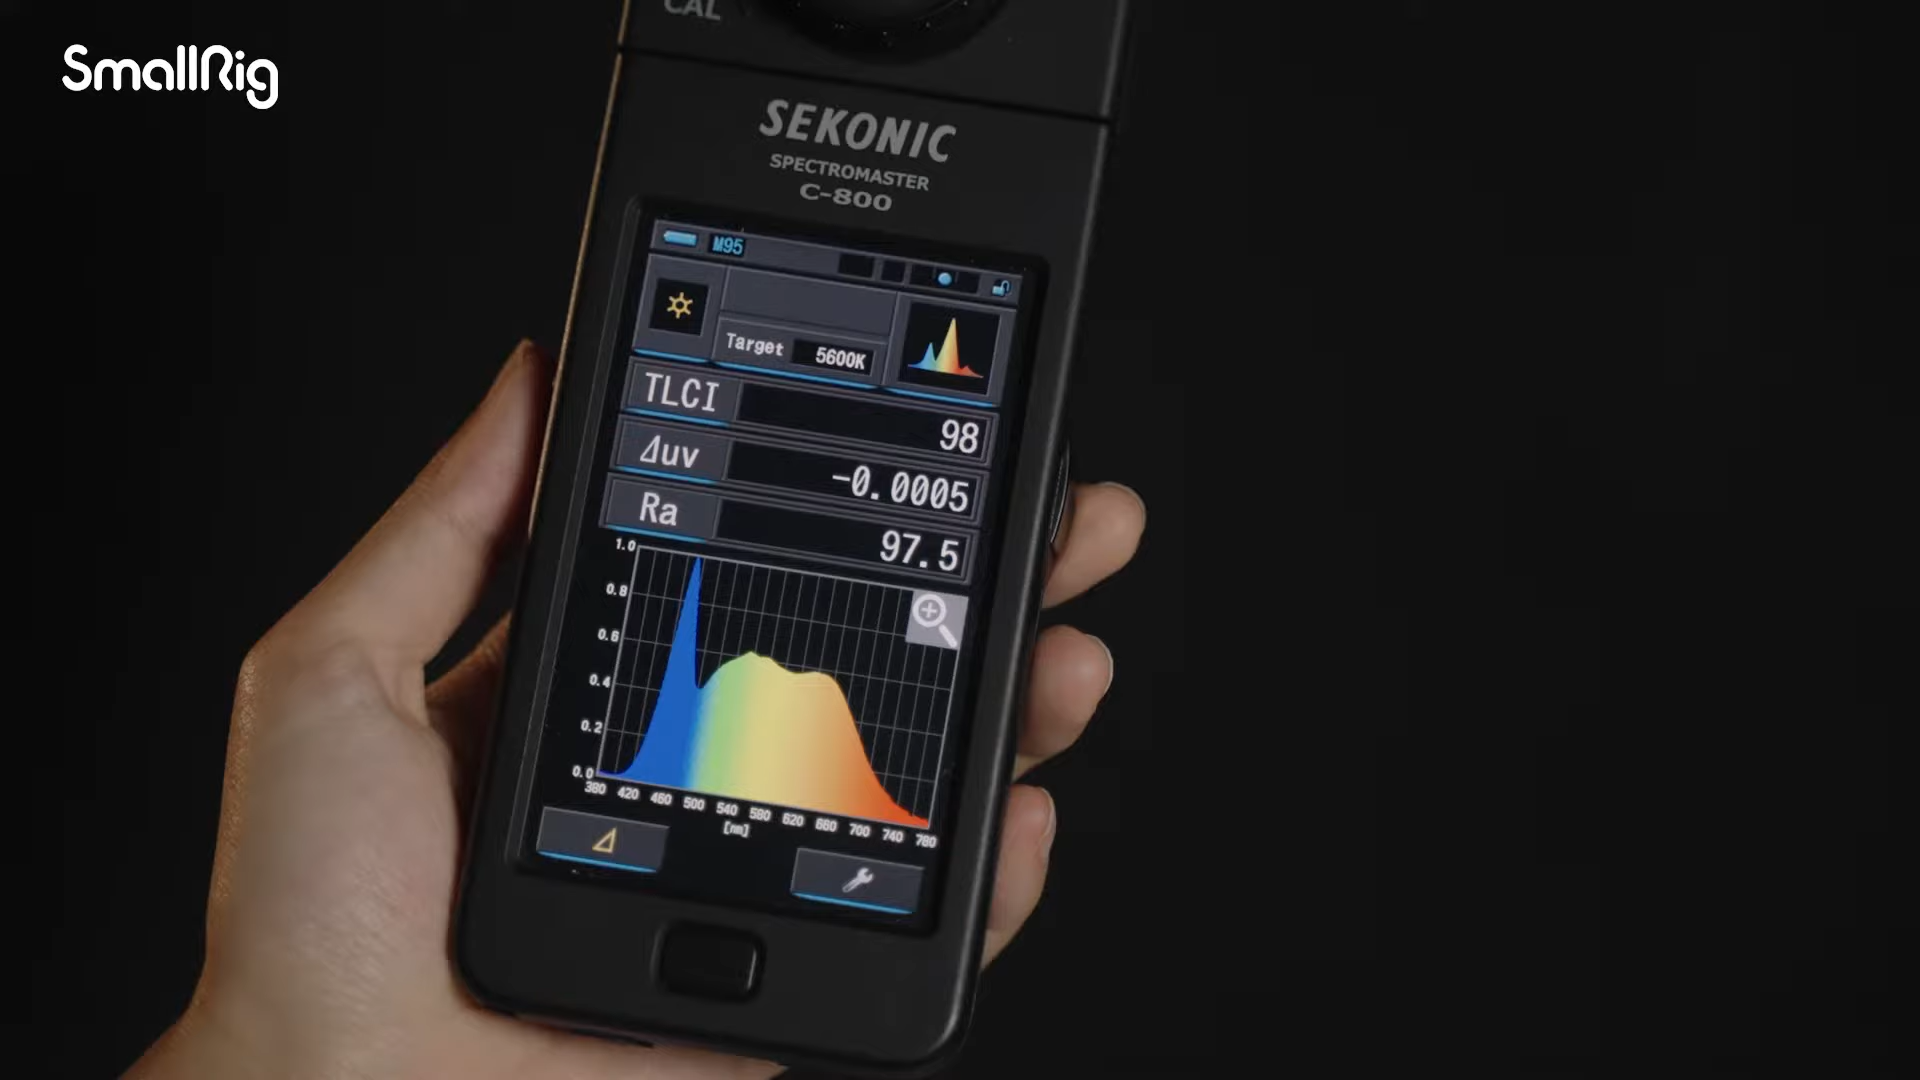 SmallRig
CAL
SEKONIC
SPECTROMASTER
C-800
M95
Target 5600K
TLCI 98
Δuv -0.0005
Ra 97.5
1.0
0.8
0.6
0.4
0.2
0.0
380 420 460 500 540 580 620 660 700 740 780
[nm]